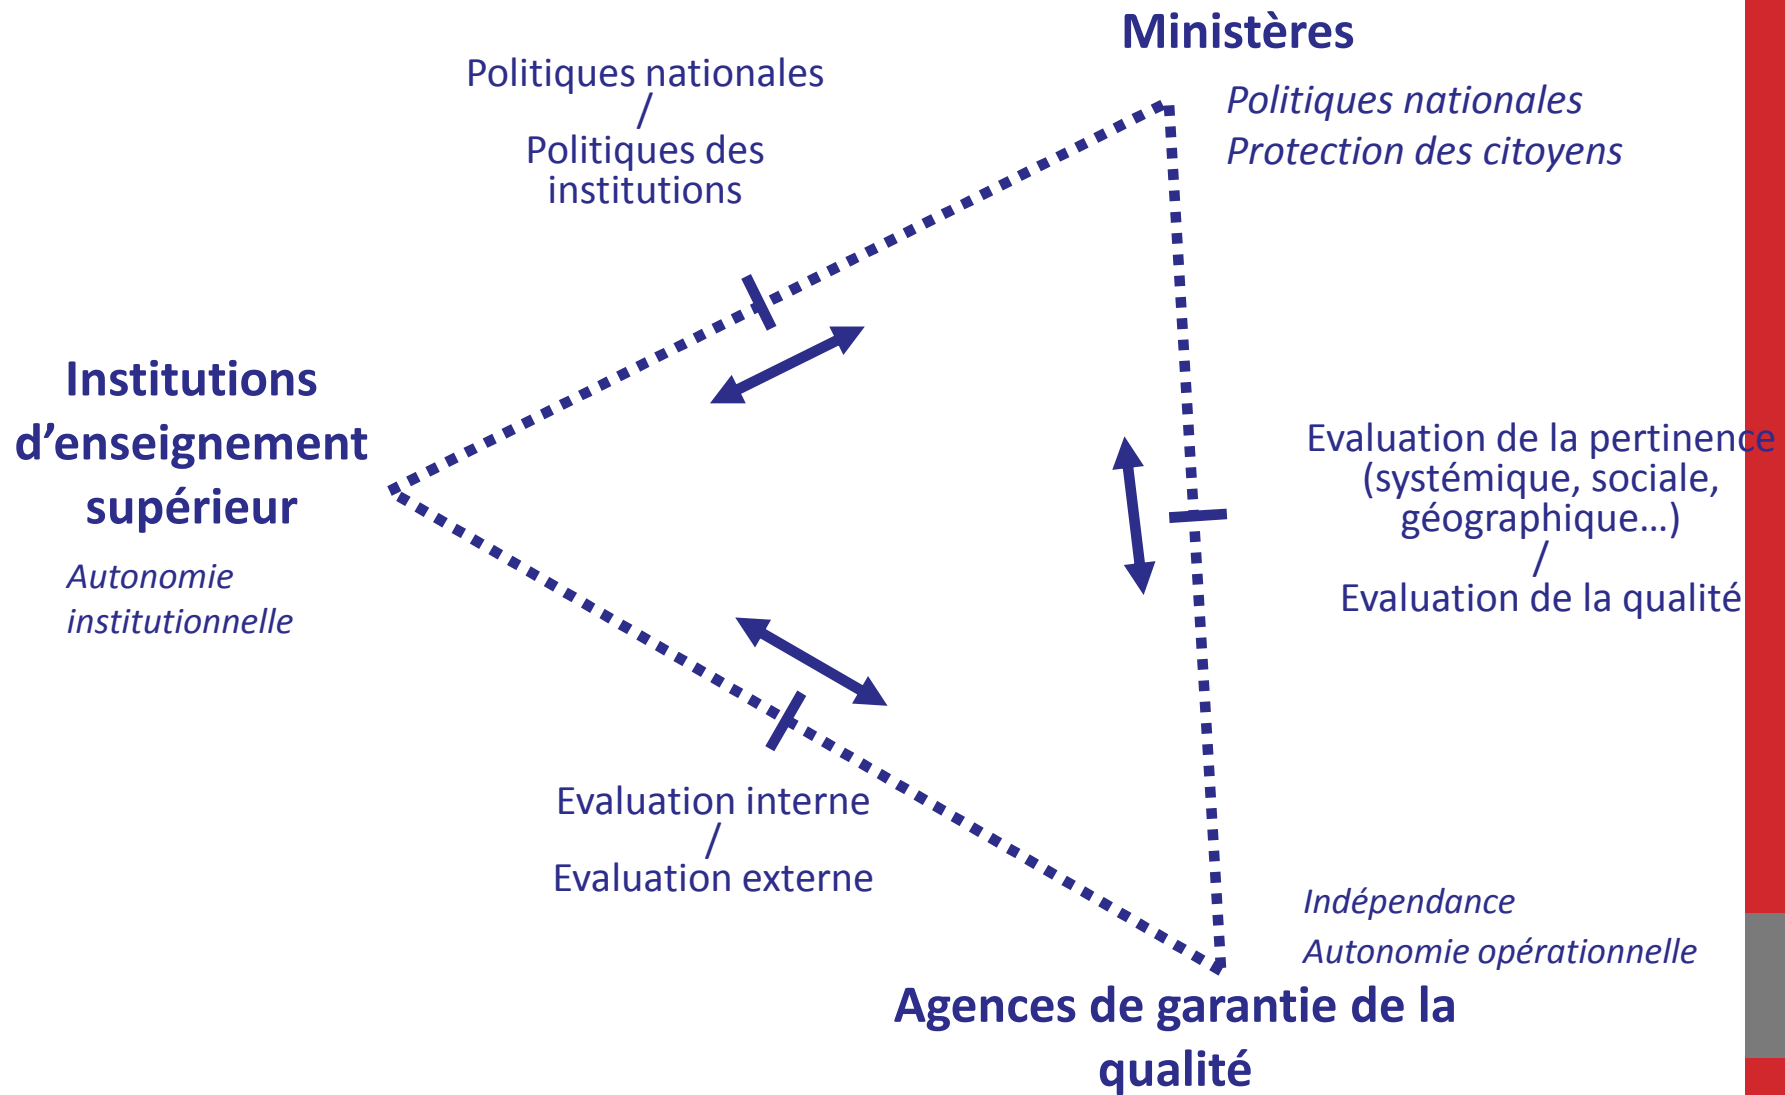 Ministères
Politiques nationales
Protection des citoyens
Politiques nationales
/
Politiques des
institutions
Institutions
d’enseignement
supérieur
Autonomie
institutionnelle
Evaluation de la pertinence
(systémique, sociale,
géographique…)
/
Evaluation de la qualité
Evaluation interne
/
Evaluation externe
Indépendance
Autonomie opérationnelle
Agences de garantie de la
qualité